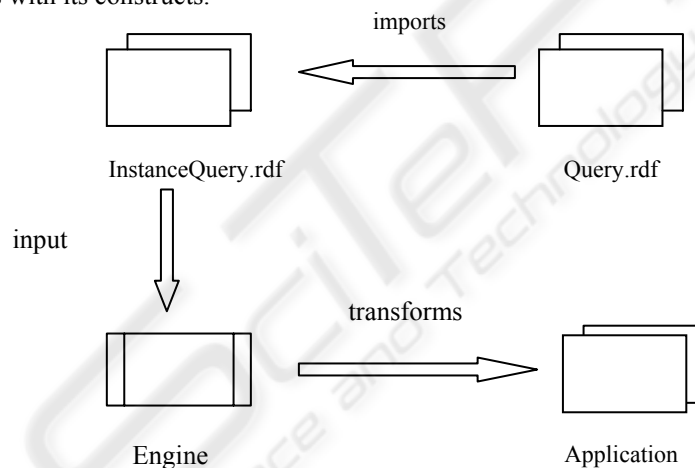 with its constructs.
imports
InstanceQuery.rdf
Query.rdf
input
transforms
Engine
Application